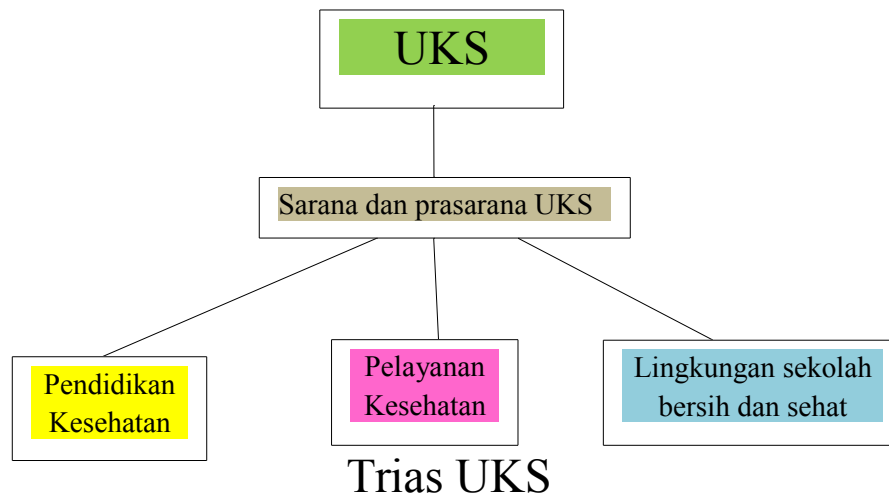 UKS
Sarana dan prasarana UKS
Pendidikan
Kesehatan
Pelayanan
Kesehatan
Lingkungan sekolah
bersih dan sehat
Trias UKS